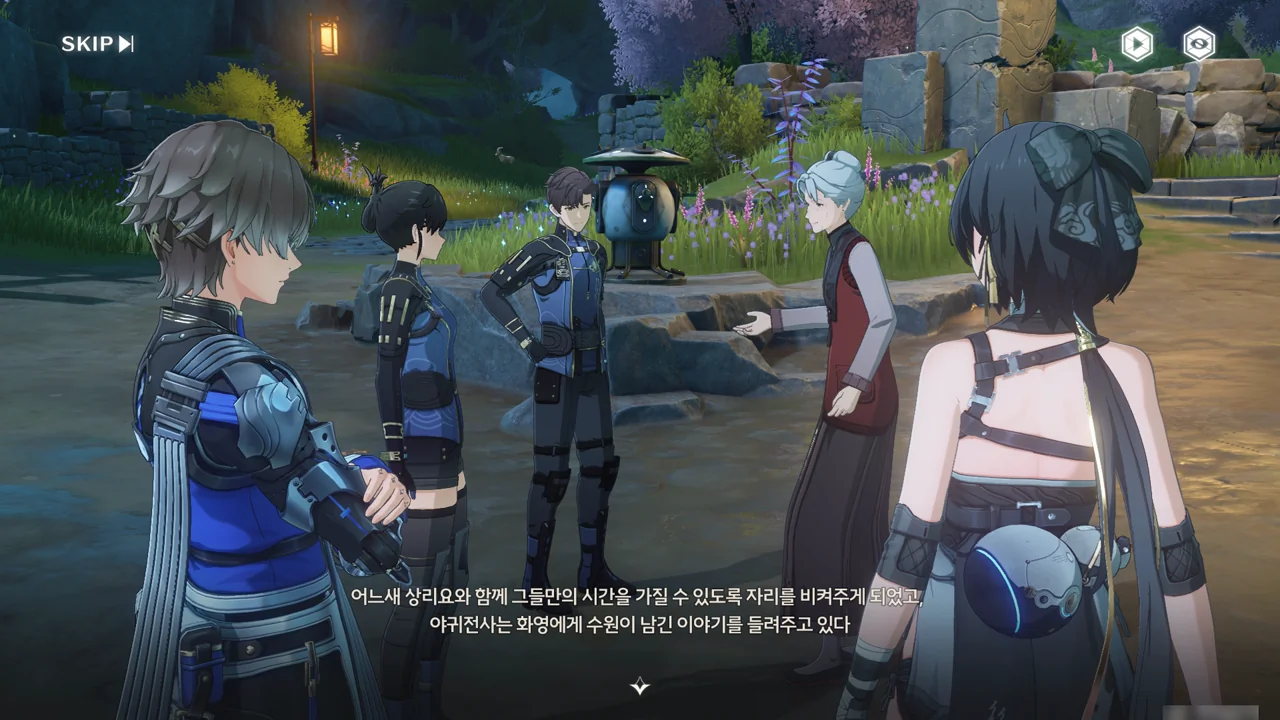 SKIP
어느새 상리요와 함께 그들만의 시간을 가질 수 있도록 자리를 비켜주게 되었고,
야귀전사는 화영에게 수원이 남긴 이야기를 들려주고 있다